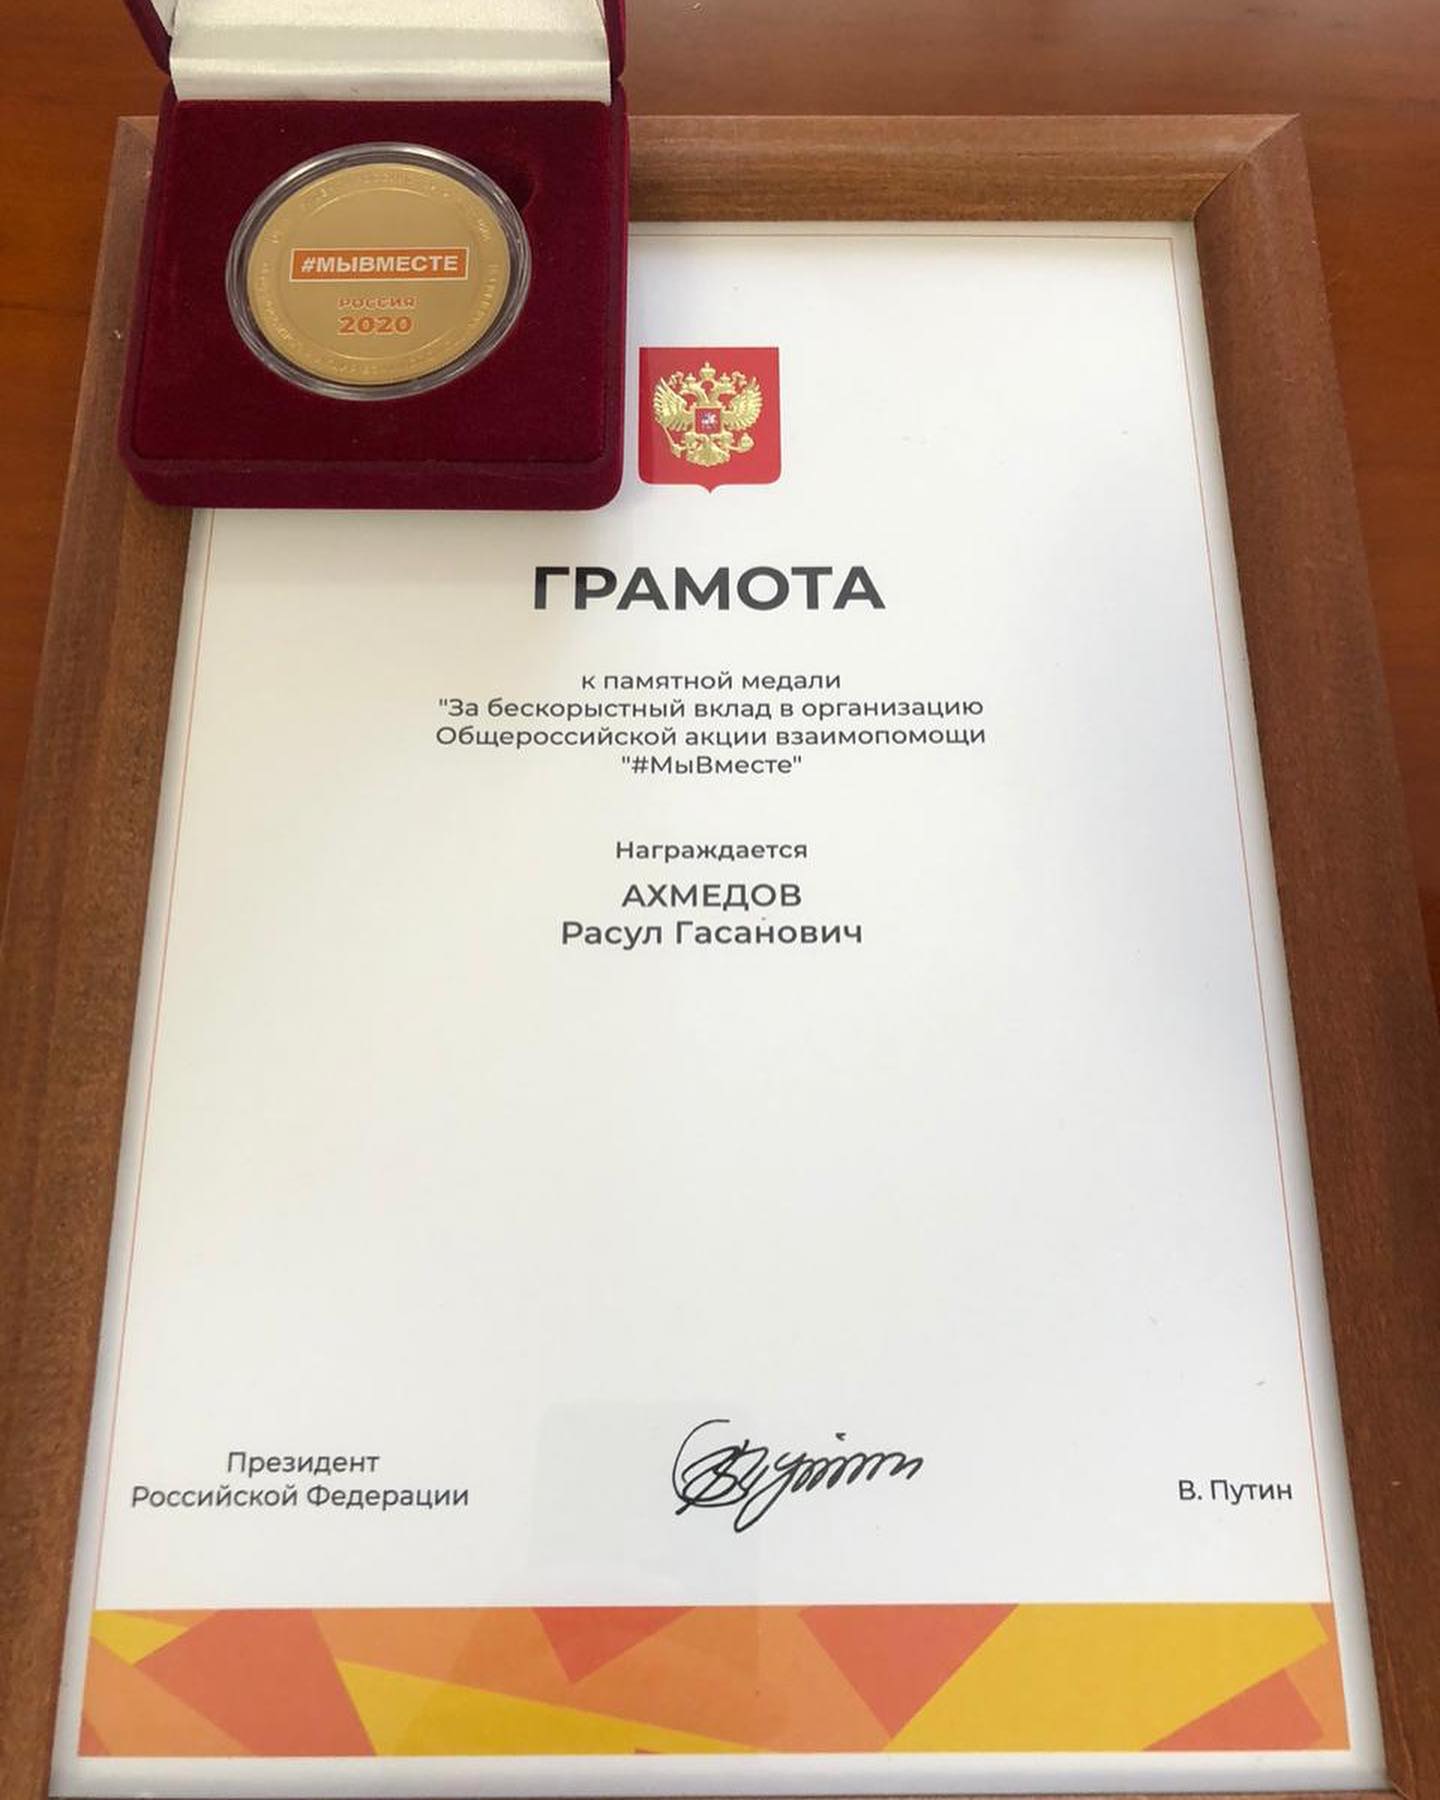 #МЫВМЕСТЕ
РОССИЯ
2020
ГРАМОТА
к памятной медали
"За бескорыстный вклад в организацию
Общероссийской акции взаимопомощи
"#МыВместе"
Награждается
АХМЕДОВ
Расул Гасанович
Президент
Российской Федерации
В. Путин